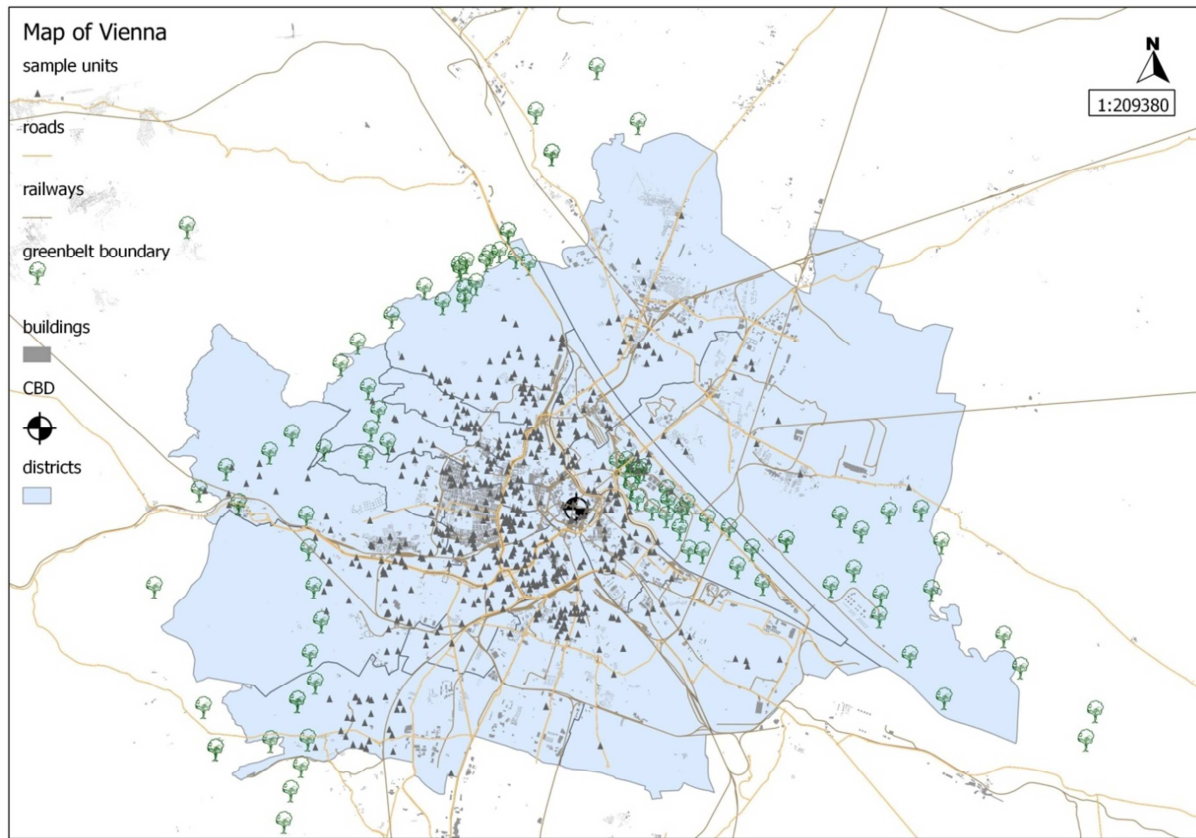 Map of Vienna
sample units
roads
railways
greenbelt boundary
buildings
CBD
districts
N
1:209380